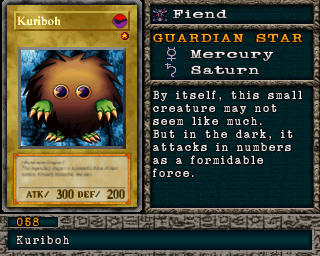 Kuriboh
ATK/ 300 DEF/ 200
Fiend
GUARDIAN STAR
Mercury
Saturn
By itself, this small
creature may not
seem like much.
But in the dark, it
attacks in numbers
as a formidable
force.
058
Kuriboh